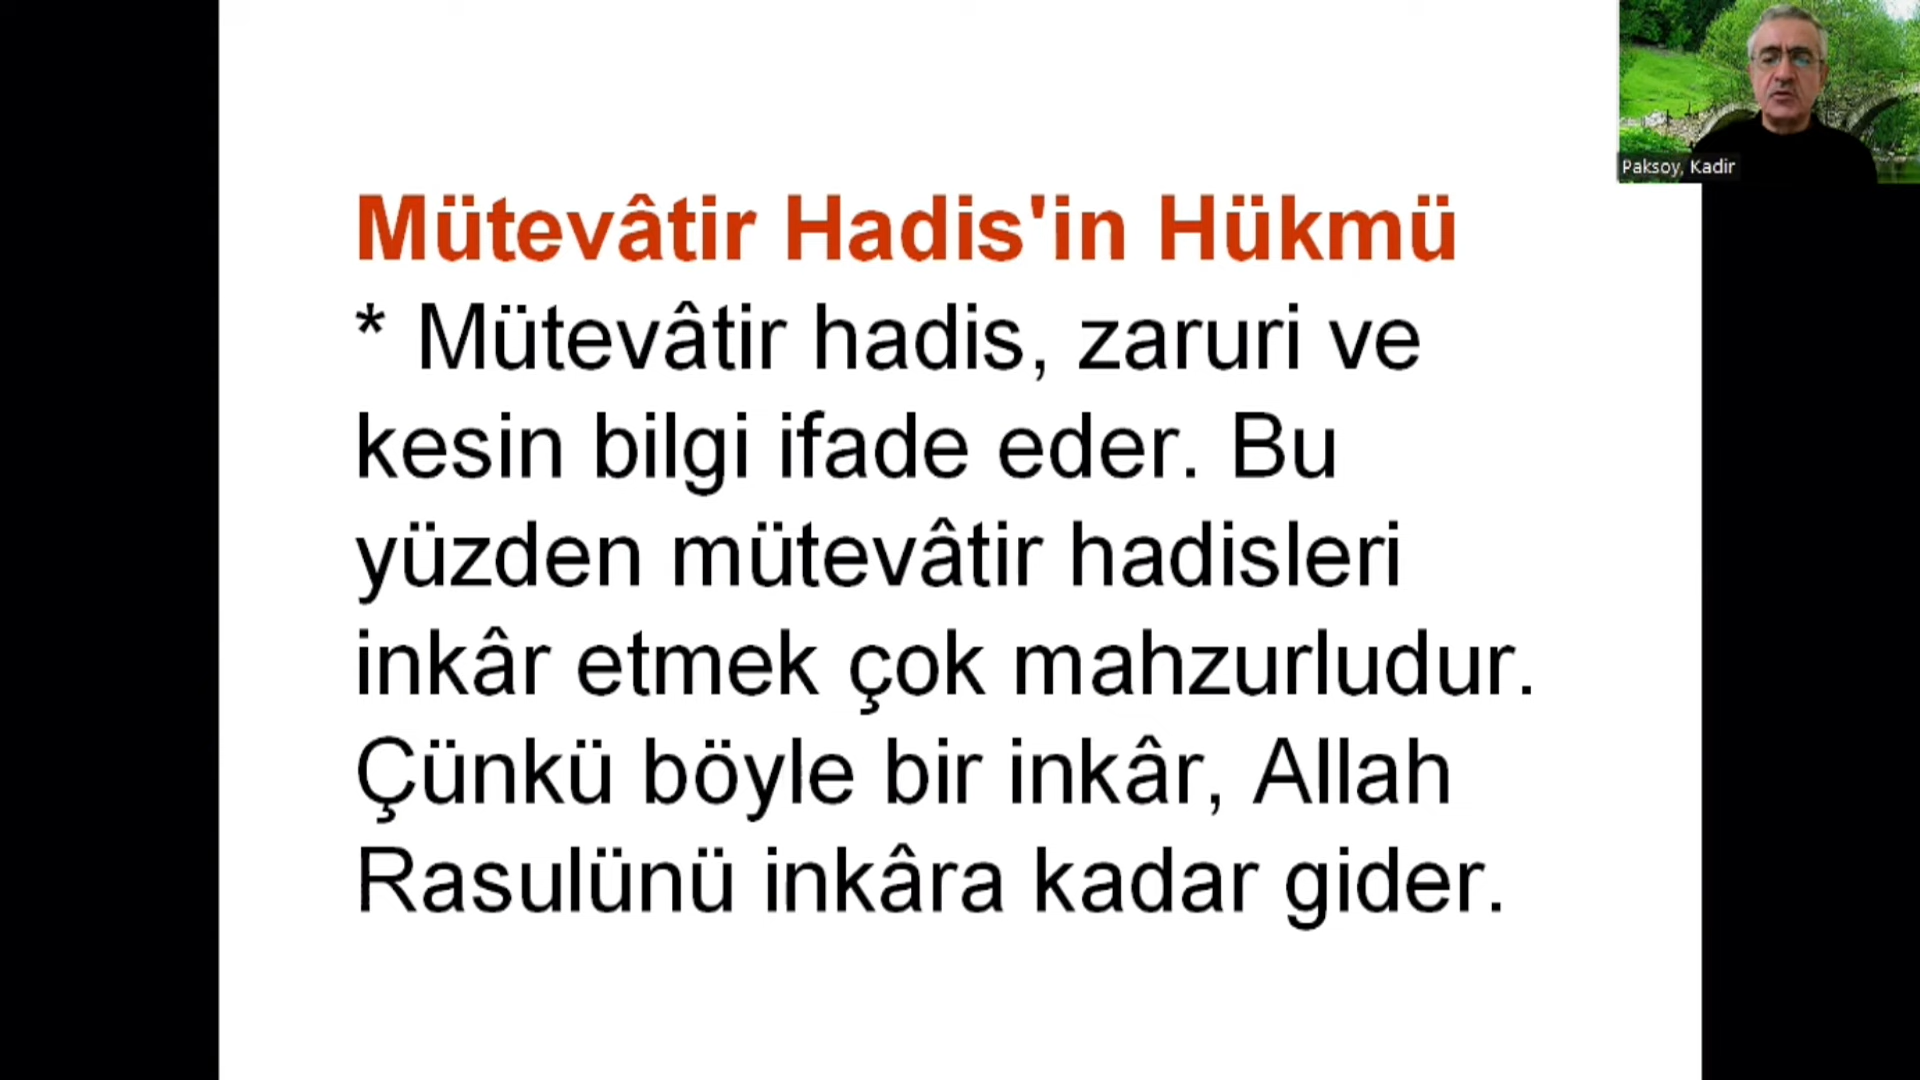 Mütevâtir Hadis'in Hükmü
* Mütevâtir hadis, zaruri ve
kesin bilgi ifade eder. Bu
yüzden mütevâtir hadisleri
inkâr etmek çok mahzurludur.
Çünkü böyle bir inkâr, Allah
Rasulünü inkâra kadar gider.
Paksoy, Kadir